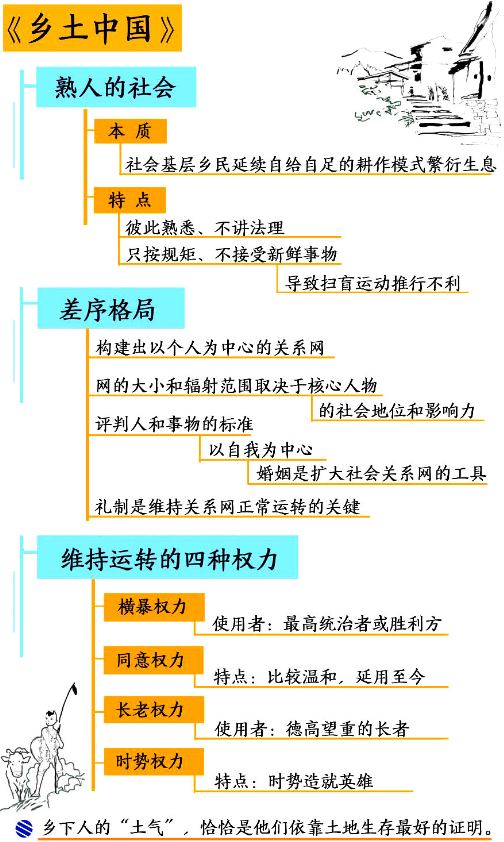 《乡土中国》
熟人的社会
本质
社会基层乡民延续自给自足的耕作模式繁衍生息
特点
彼此熟悉、不讲法理
只按规矩、不接受新鲜事物
导致扫盲运动推行不利
差序格局
构建出以个人为中心的关系网
网的大小和辐射范围取决于核心人物
的社会地位和影响力
评判人和事物的标准
以自我为中心
婚姻是扩大社会关系网的工具
礼制是维持关系网正常运转的关键
维持运转的四种权力
横暴权力
使用者：最高统治者或胜利方
同意权力
特点：比较温和，延用至今
长老权力
使用者：德高望重的长者
时势权力
特点：时势造就英雄
乡下人的“土气”，恰恰是他们依靠土地生存最好的证明。